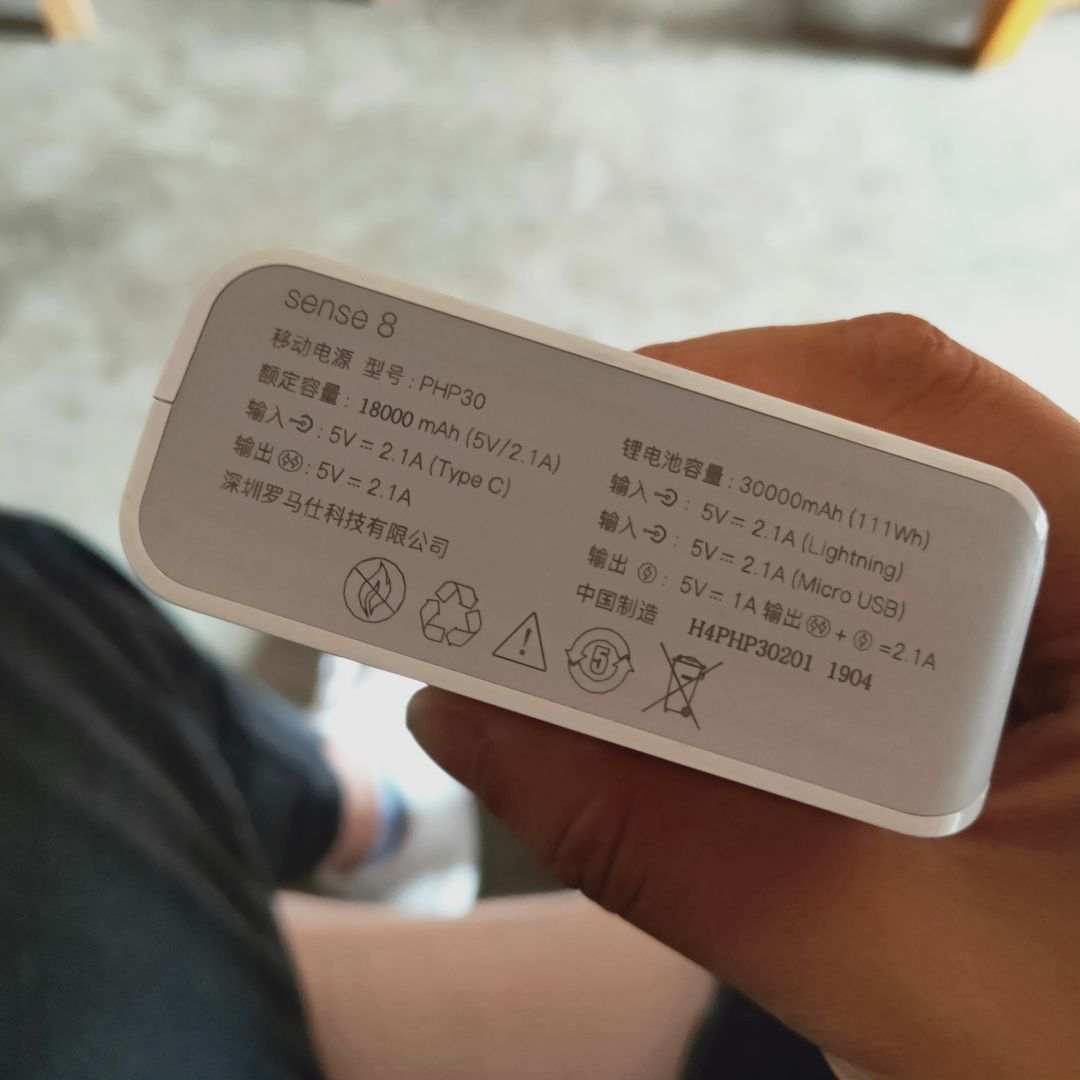 sense 8
移动电源 型号:PHP30
额定容量:18000 mAh (5V/2.1A)
输入:5V⎓2.1A (Type C)
输出:5V⎓2.1A
深圳罗马仕科技有限公司
锂电池容量:30000mAh (111Wh)
输入:5V⎓2.1A (Lightning)
输入:5V⎓2.1A (Micro USB)
输出:5V⎓1A 输出+=2.1A
中国制造 H4PHP30201 1904
5